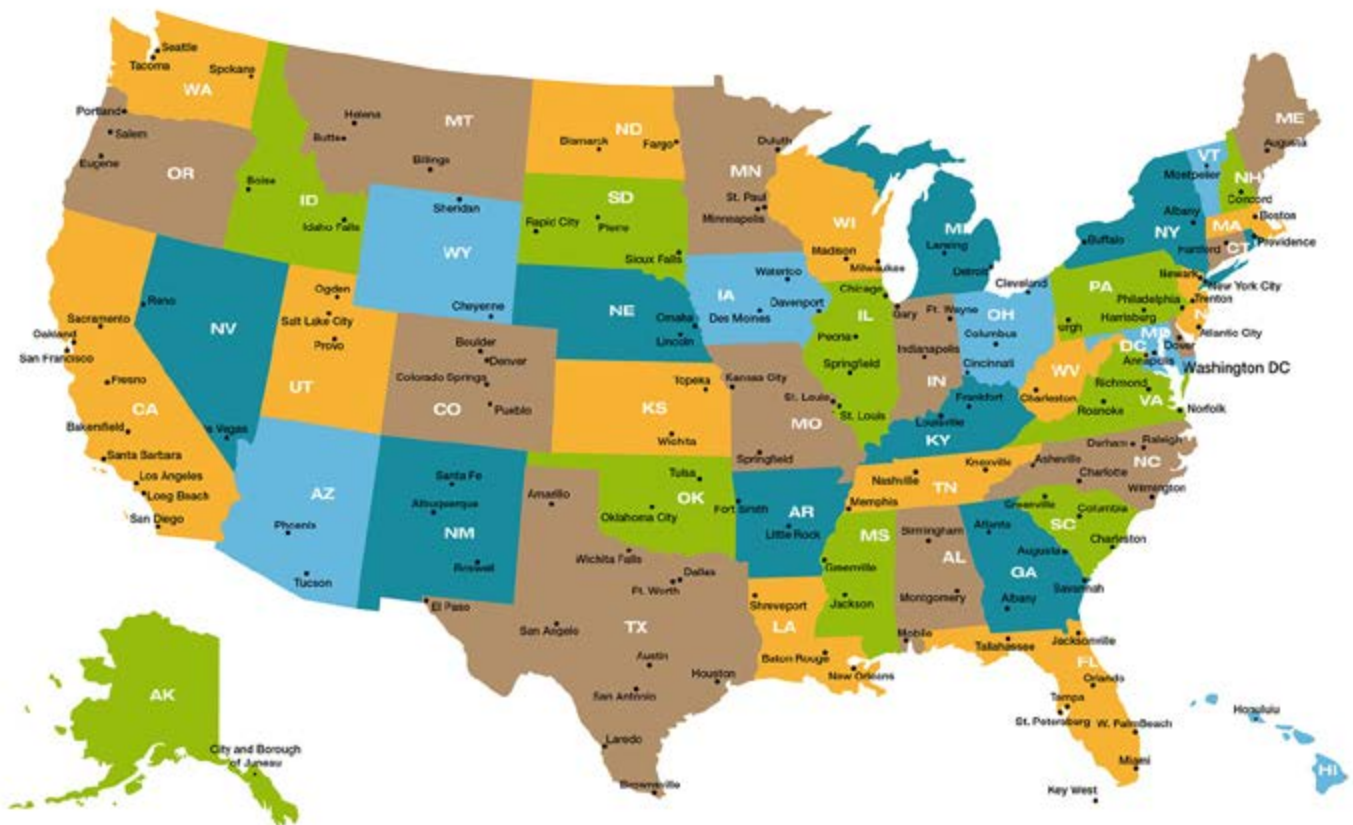 Seattle
Tacoma
Spokane
WA
Portland
Salem
Eugene
OR
Boise
ID
Idaho Falls
Helena
Butte
MT
Billings
Sheridan
WY
Cheyenne
Bismarck
ND
Fargo
SD
Rapid City
Pierre
Sioux Falls
Duluth
MN
St. Paul
Minneapolis
WI
Madison
Milwaukee
MI
Lansing
Detroit
ME
Augusta
VT
NH
Concord
Albany
NY
Buffalo
Boston
MA
Hartford
CT
Providence
Newark
New York City
PA
Philadelphia
Trenton
Harrisburg
urgh
N
Atlantic City
MD
DC
Dover
Annapolis
Washington DC
Reno
NV
as Vegas
Sacramento
Oakland
San Francisco
Fresno
CA
Bakersfield
Santa Barbara
Los Angeles
Long Beach
San Diego
Ogden
Salt Lake City
Provo
UT
Boulder
Denver
Colorado Springs
CO
Pueblo
NE
Omaha
Lincoln
Waterloo
IA
Davenport
Des Moines
Chicago
IL
Peoria
Springfield
St. Louis
Gary
Ft. Wayne
Indianapolis
IN
Cleveland
OH
Columbus
Cincinnati
WV
Charleston
Richmond
VA
Roanoke
Norfolk
Topeka
KS
Wichita
Kansas City
St. Louis
MO
Springfield
Frankfort
Louisville
KY
Knoxville
Nashville
TN
Memphis
Durham
Raleigh
Asheville
NC
Charlotte
Wilmington
AZ
Phoenix
Tucson
Santa Fe
Albuquerque
NM
Roswell
Amarillo
Tulsa
OK
Oklahoma City
Fort Smith
AR
Little Rock
MS
Greenville
Jackson
Birmingham
AL
Montgomery
Mobile
Atlanta
Augusta
GA
Savannah
Albany
Greenville
Columbia
SC
Charleston
Wichita Falls
Dallas
Ft. Worth
El Paso
San Angelo
TX
Austin
San Antonio
Houston
Laredo
Brownsville
Shreveport
LA
Baton Rouge
New Orleans
Tallahassee
Jacksonville
FL
Orlando
Tampa
St. Petersburg
W. PalmBeach
Miami
Key West
AK
City and Borough
of Juneau
Honolulu
HI